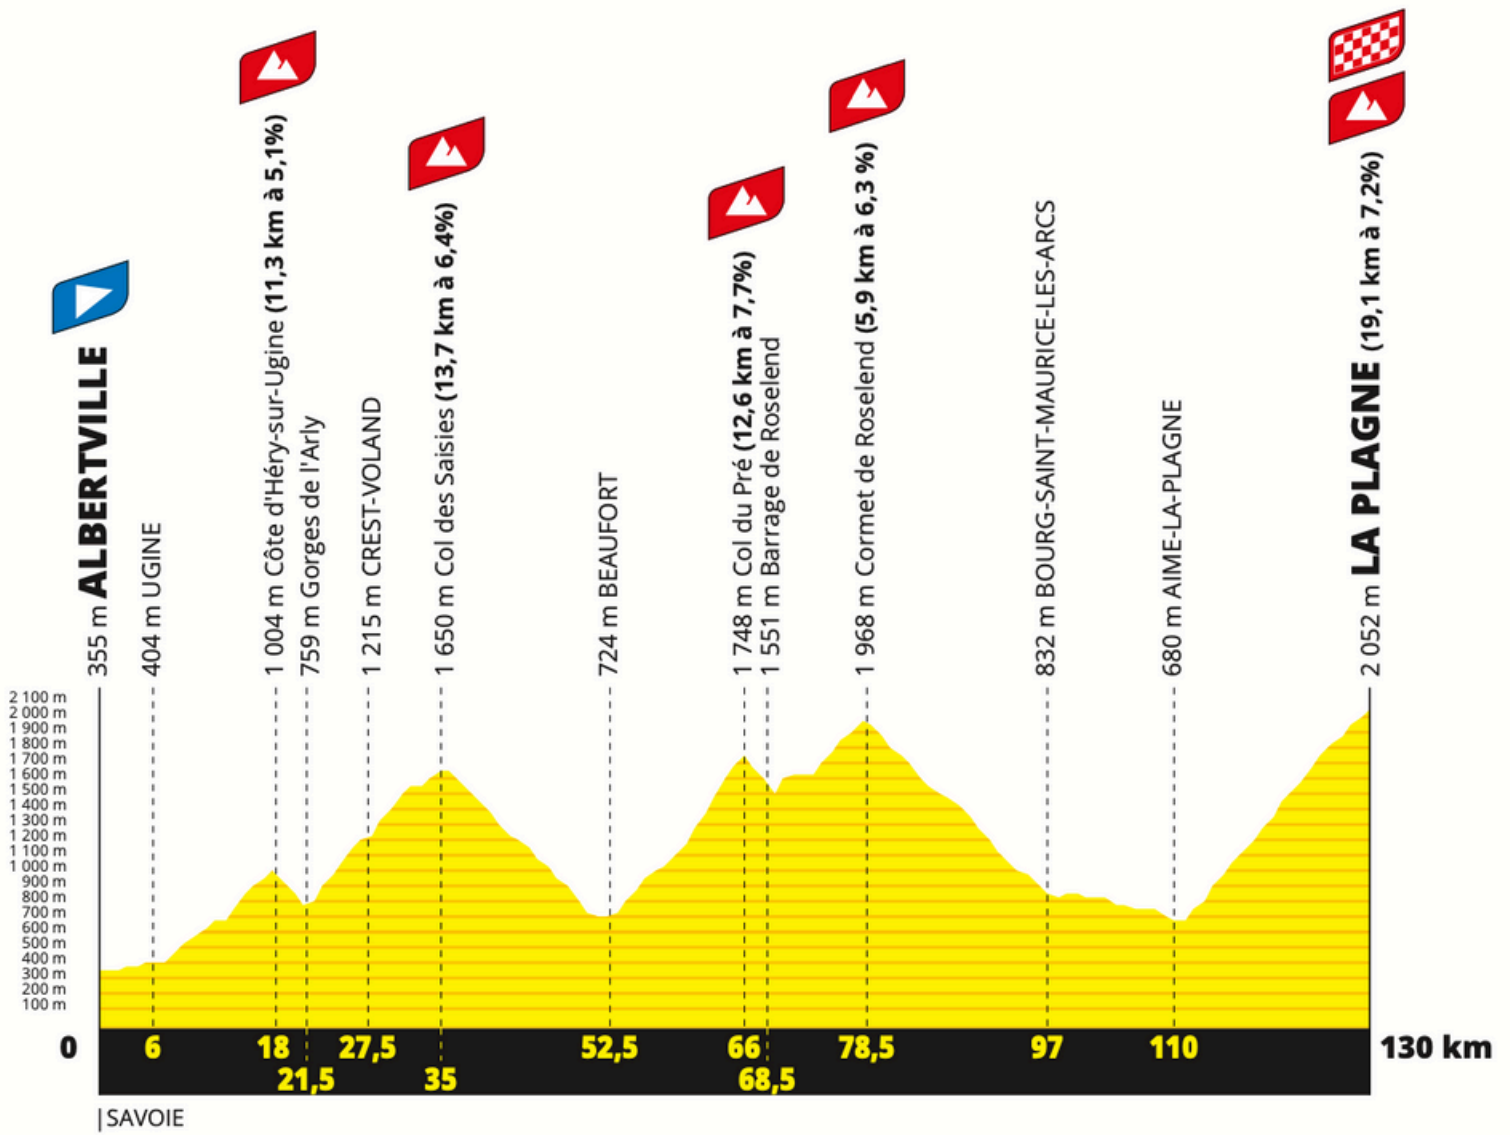 355 m ALBERTVILLE
404 m UGINE
1 004 m Côte d'Héry-sur-Ugine (11,3 km à 5,1%)
759 m Gorges de l'Arly
1 215 m CREST-VOLAND
1 650 m Col des Saisies (13,7 km à 6,4%)
724 m BEAUFORT
1 748 m Col du Pré (12,6 km à 7,7%)
1 551 m Barrage de Roselend
1 968 m Cormet de Roselend (5,9 km à 6,3 %)
832 m BOURG-SAINT-MAURICE-LES-ARCS
680 m AIME-LA-PLAGNE
2 052 m LA PLAGNE (19,1 km à 7,2%)
2 100 m
2 000 m
1 900 m
1 800 m
1 700 m
1 600 m
1 500 m
1 400 m
1 300 m
1 200 m
1 100 m
1 000 m
900 m
800 m
700 m
600 m
500 m
400 m
300 m
200 m
100 m
0 6 18 27,5 52,5 66 78,5 97 110 130 km
21,5 35 68,5
|SAVOIE